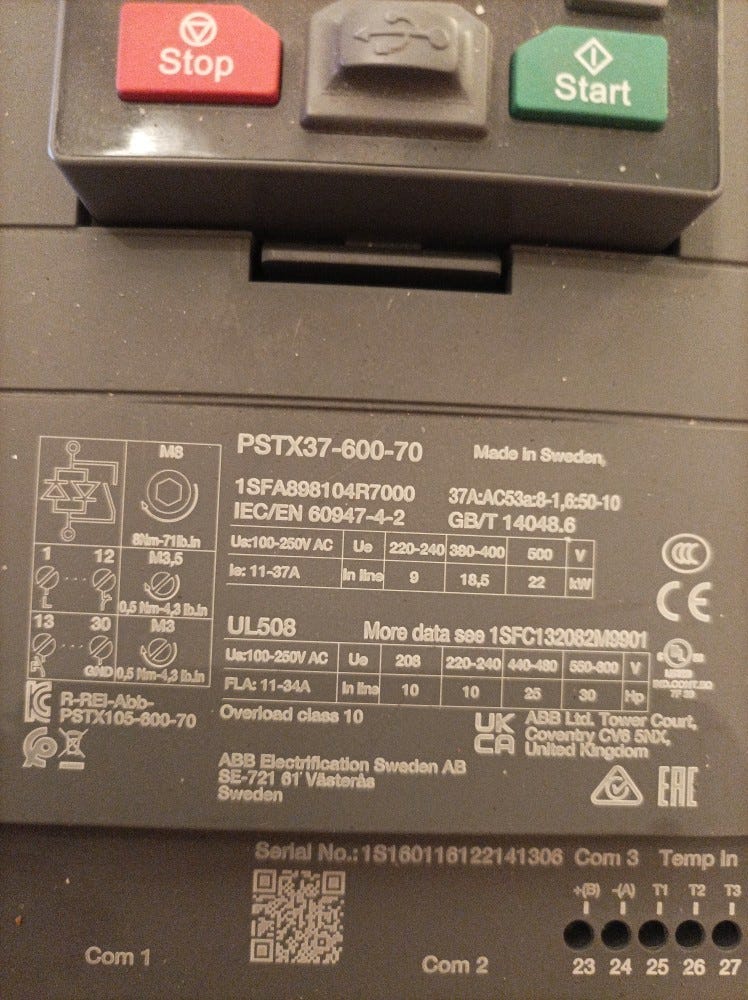 Stop
Start
M8
8Nm-71lb.in
1 12
M3,5
0,5 Nm-4,3 lb.in
13 30
M3
GND 0,5 Nm-4,3 lb.in
PSTX37-600-70 Made in Sweden,
1SFA898104R7000 37A:AC53a:8-1,6:50-10
IEC/EN 60947-4-2 GB/T 14048.6
Us:100-250V AC Ue 220-240 380-400 500 V
Ie: 11-37A In line 9 18,5 22 kW
CCC
CE
UL508 More data see 1SFC132082M9901
Us:100-250V AC Ue 208 220-240 440-480 550-600 V
FLA: 11-34A In line 10 10 25 30 Hp
Overload class 10
R-REI-Abb-
PSTX105-600-70
UK
CA
ABB Ltd. Tower Court,
Coventry CV6 5NX,
United Kingdom
ABB Electrification Sweden AB
SE-721 61 Västerås
Sweden
EAC
Serial No.:1S160116122141306 Com 3 Temp in
+(B) -(A) T1 T2 T3
Com 1 Com 2 23 24 25 26 27